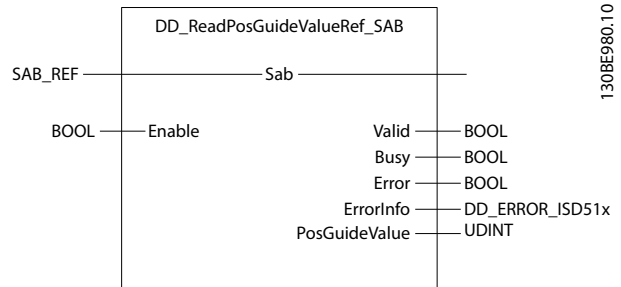 DD_ReadPosGuideValueRef_SAB
SAB_REF Sab
BOOL Enable Valid BOOL
Busy BOOL
Error BOOL
ErrorInfo DD_ERROR_ISD51x
PosGuideValue UDINT
130BE980.10